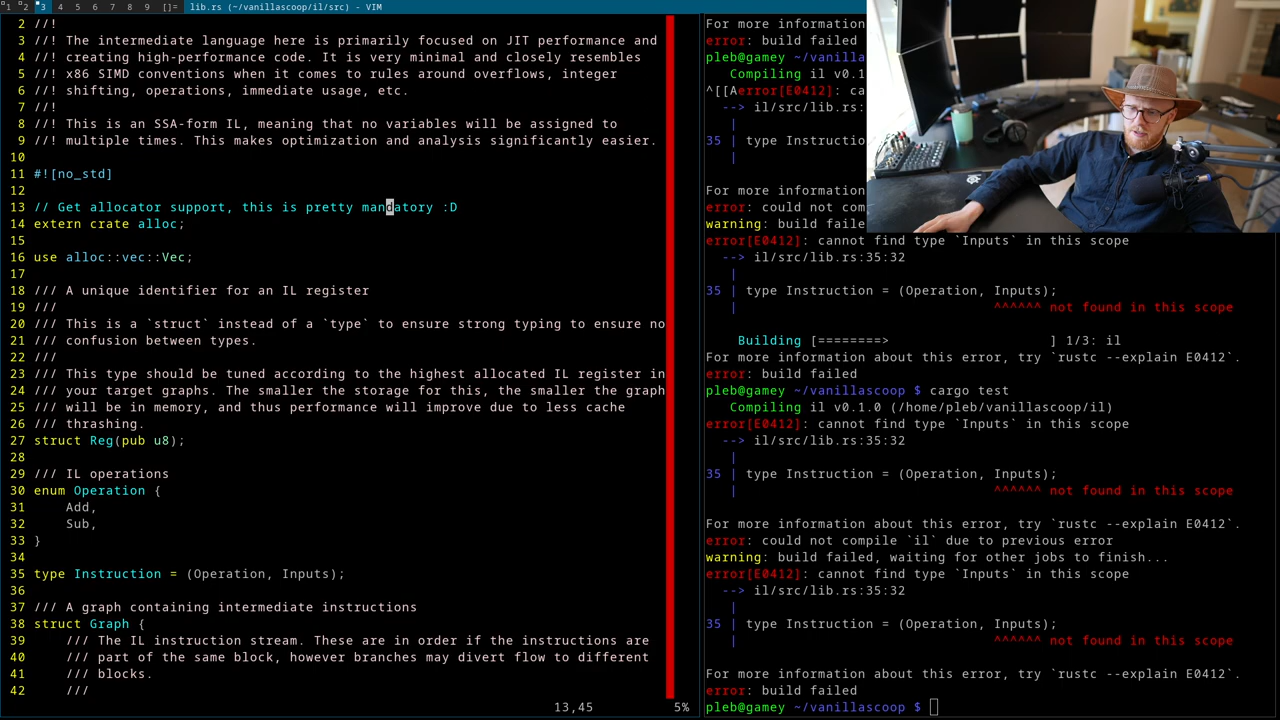 1 2 3 4 5 6 7 8 9 []= lib.rs (~/vanillascoop/il/src) - VIM
2 //!
3 //! The intermediate language here is primarily focused on JIT performance and
4 //! creating high-performance code. It is very minimal and closely resembles
5 //! x86 SIMD conventions when it comes to rules around overflows, integer
6 //! shifting, operations, immediate usage, etc.
7 //!
8 //! This is an SSA-form IL, meaning that no variables will be assigned to
9 //! multiple times. This makes optimization and analysis significantly easier.
10
11 #![no_std]
12
13 // Get allocator support, this is pretty mandatory :D
14 extern crate alloc;
15
16 use alloc::vec::Vec;
17
18 /// A unique identifier for an IL register
19 ///
20 /// This is a `struct` instead of a `type` to ensure strong typing to ensure no
21 /// confusion between types.
22 ///
23 /// This type should be tuned according to the highest allocated IL register in
24 /// your target graphs. The smaller the storage for this, the smaller the graph
25 /// will be in memory, and thus performance will improve due to less cache
26 /// thrashing.
27 struct Reg(pub u8);
28
29 /// IL operations
30 enum Operation {
31     Add,
32     Sub,
33 }
34
35 type Instruction = (Operation, Inputs);
36
37 /// A graph containing intermediate instructions
38 struct Graph {
39     /// The IL instruction stream. These are in order if the instructions are
40     /// part of the same block, however branches may divert flow to different
41     /// blocks.
42     ///
13,45 5%
For more information
error: build failed
pleb@gamey ~/vanilla
   Compiling il v0.1
^[[Aerror[E0412]: ca
  --> il/src/lib.rs:
   |
35 | type Instructio
   |
For more information
error: could not com
warning: build faile
error[E0412]: cannot find type `Inputs` in this scope
  --> il/src/lib.rs:35:32
   |
35 | type Instruction = (Operation, Inputs);
   |                                ^^^^^^ not found in this scope
    Building [========>                    ] 1/3: il
For more information about this error, try `rustc --explain E0412`.
error: build failed
pleb@gamey ~/vanillascoop $ cargo test
   Compiling il v0.1.0 (/home/pleb/vanillascoop/il)
error[E0412]: cannot find type `Inputs` in this scope
  --> il/src/lib.rs:35:32
   |
35 | type Instruction = (Operation, Inputs);
   |                                ^^^^^^ not found in this scope
For more information about this error, try `rustc --explain E0412`.
error: could not compile `il` due to previous error
warning: build failed, waiting for other jobs to finish...
error[E0412]: cannot find type `Inputs` in this scope
  --> il/src/lib.rs:35:32
   |
35 | type Instruction = (Operation, Inputs);
   |                                ^^^^^^ not found in this scope
For more information about this error, try `rustc --explain E0412`.
error: build failed
pleb@gamey ~/vanillascoop $